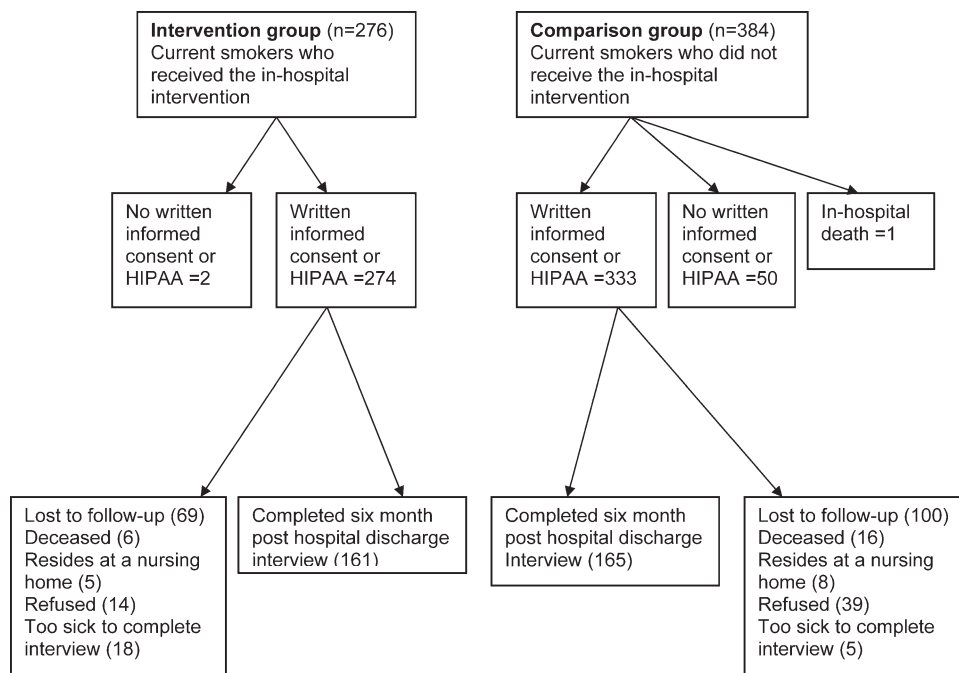 Intervention group (n=276)
Current smokers who
received the in-hospital
intervention
Comparison group (n=384)
Current smokers who did not
receive the in-hospital
intervention
No written
informed
consent or
HIPAA =2
Written
informed
consent or
HIPAA =274
Written
informed
consent or
HIPAA =333
No written
informed
consent or
HIPAA =50
In-hospital
death =1
Lost to follow-up (69)
Deceased (6)
Resides at a nursing
home (5)
Refused (14)
Too sick to complete
interview (18)
Completed six month
post hospital discharge
interview (161)
Completed six month
post hospital discharge
Interview (165)
Lost to follow-up (100)
Deceased (16)
Resides at a nursing
home (8)
Refused (39)
Too sick to complete
interview (5)